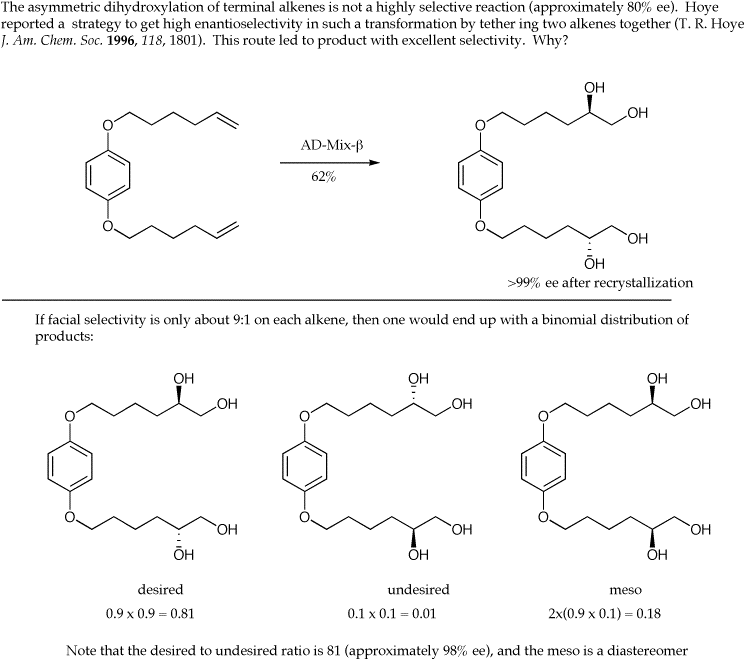 The asymmetric dihydroxylation of terminal alkenes is not a highly selective reaction (approximately 80% ee). Hoye
reported a strategy to get high enantioselectivity in such a transformation by tether ing two alkenes together (T. R. Hoye
J. Am. Chem. Soc. 1996, 118, 1801). This route led to product with excellent selectivity. Why?
OH
OH
O
O
AD-Mix-β
62%
O
O
OH
OH
>99% ee after recrystallization
If facial selectivity is only about 9:1 on each alkene, then one would end up with a binomial distribution of
products:
OH OH OH
OH OH OH
O O O
O O O
OH OH OH
OH OH OH
desired undesired meso
0.9 x 0.9 = 0.81 0.1 x 0.1 = 0.01 2x(0.9 x 0.1) = 0.18
Note that the desired to undesired ratio is 81 (approximately 98% ee), and the meso is a diastereomer